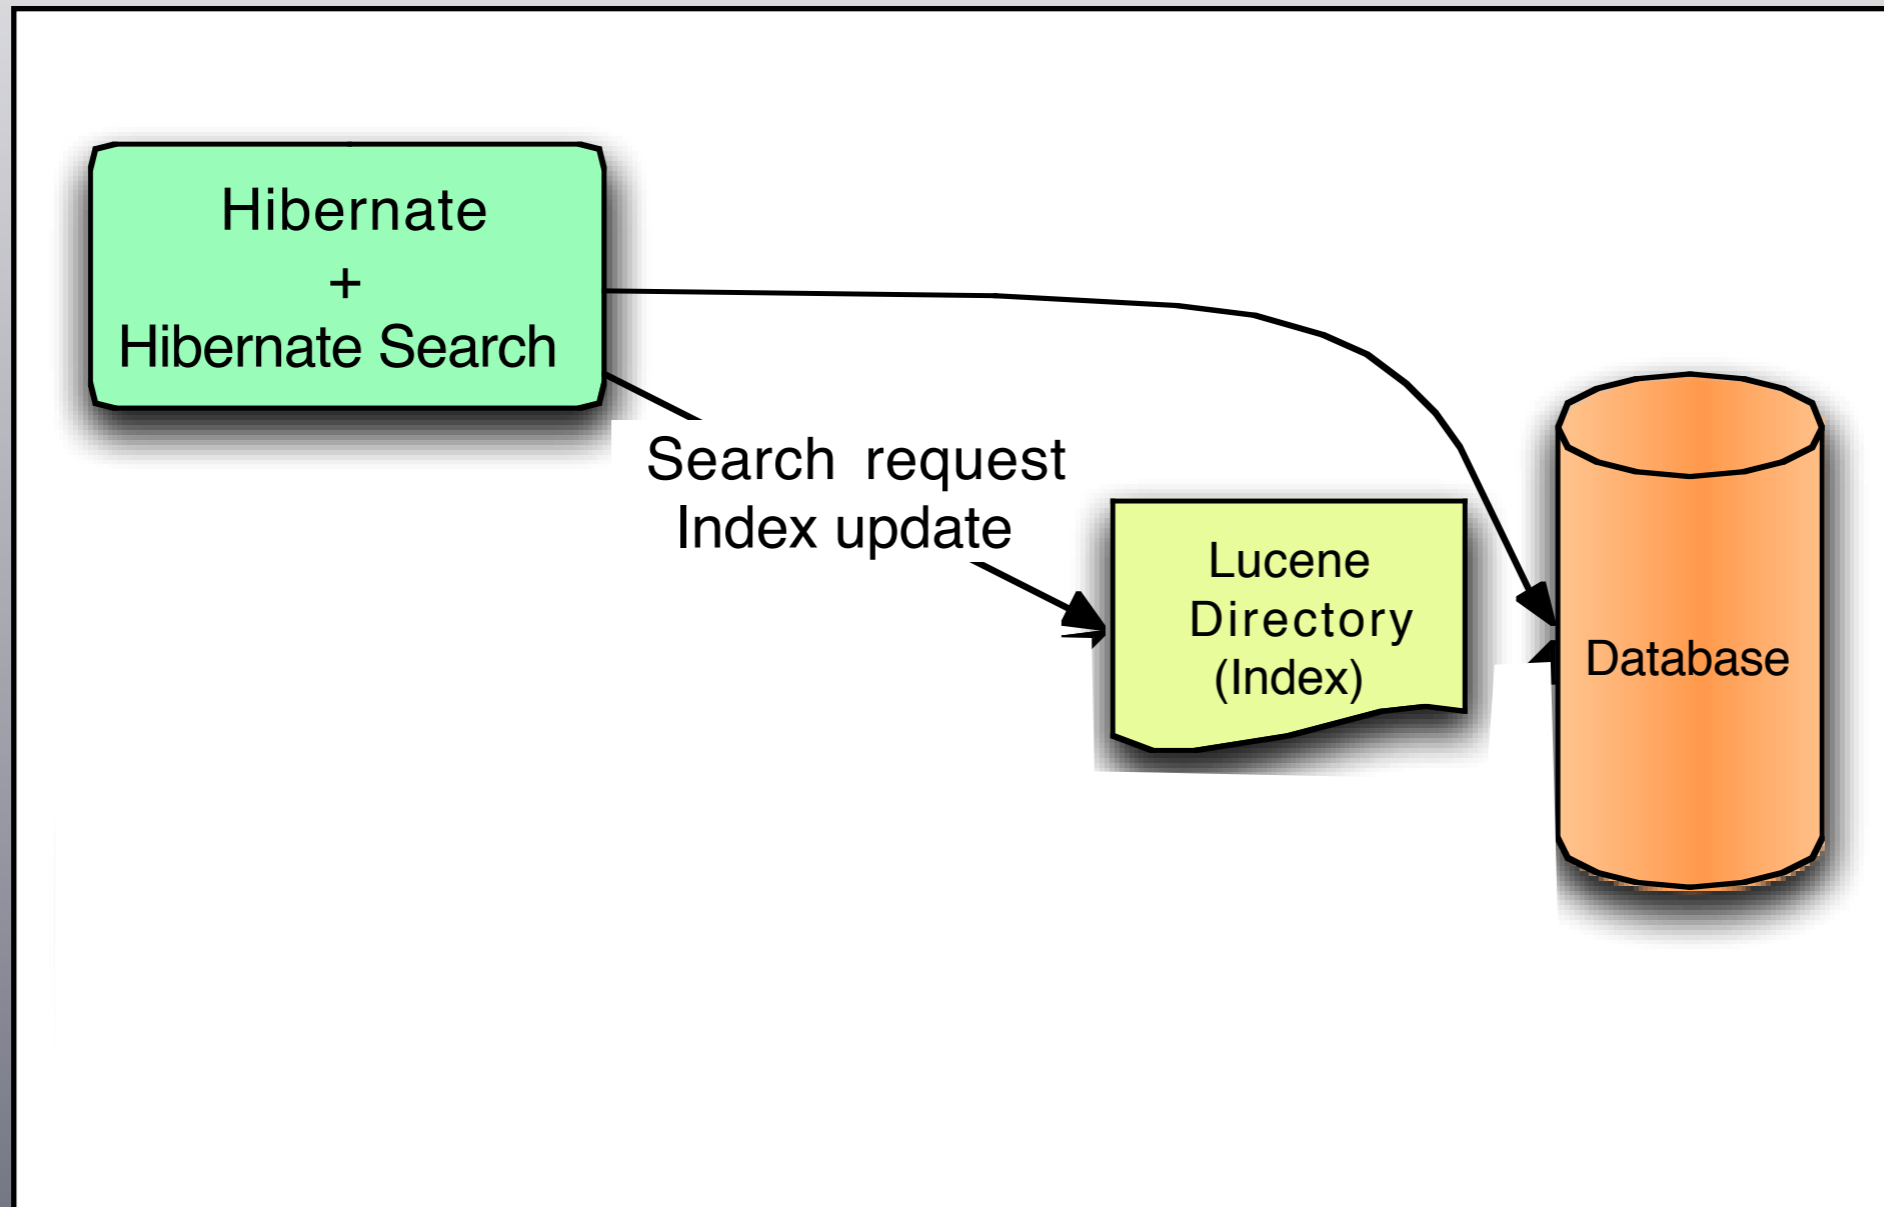 Hibernate
+
Hibernate Search
Search request
Index update
Lucene
Directory
(Index)
Database